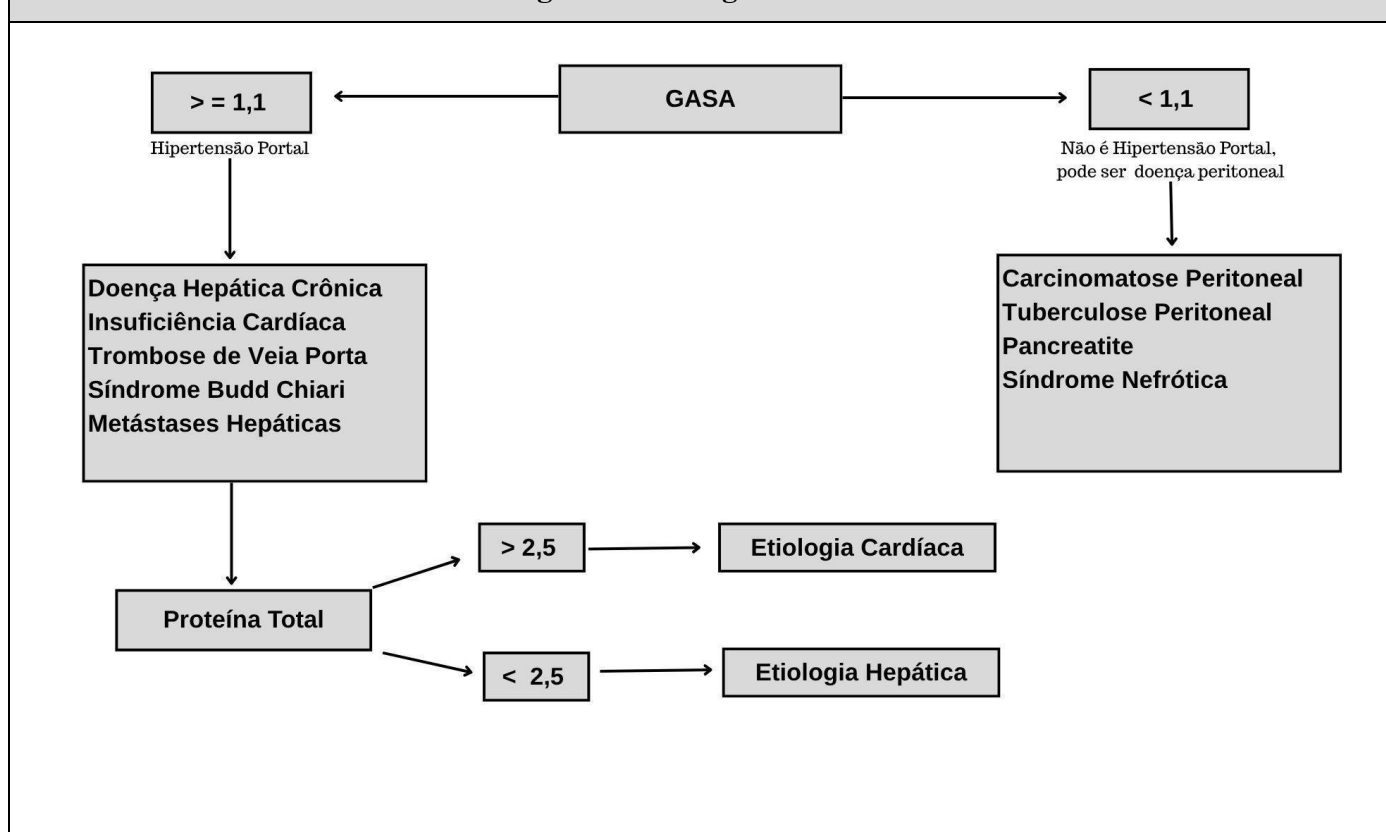 GASA
> = 1,1
Hipertensão Portal
< 1,1
Não é Hipertensão Portal,
pode ser doença peritoneal
Doença Hepática Crônica
Insuficiência Cardíaca
Trombose de Veia Porta
Síndrome Budd Chiari
Metástases Hepáticas
Carcinomatose Peritoneal
Tuberculose Peritoneal
Pancreatite
Síndrome Nefrótica
Proteína Total
> 2,5
Etiologia Cardíaca
< 2,5
Etiologia Hepática